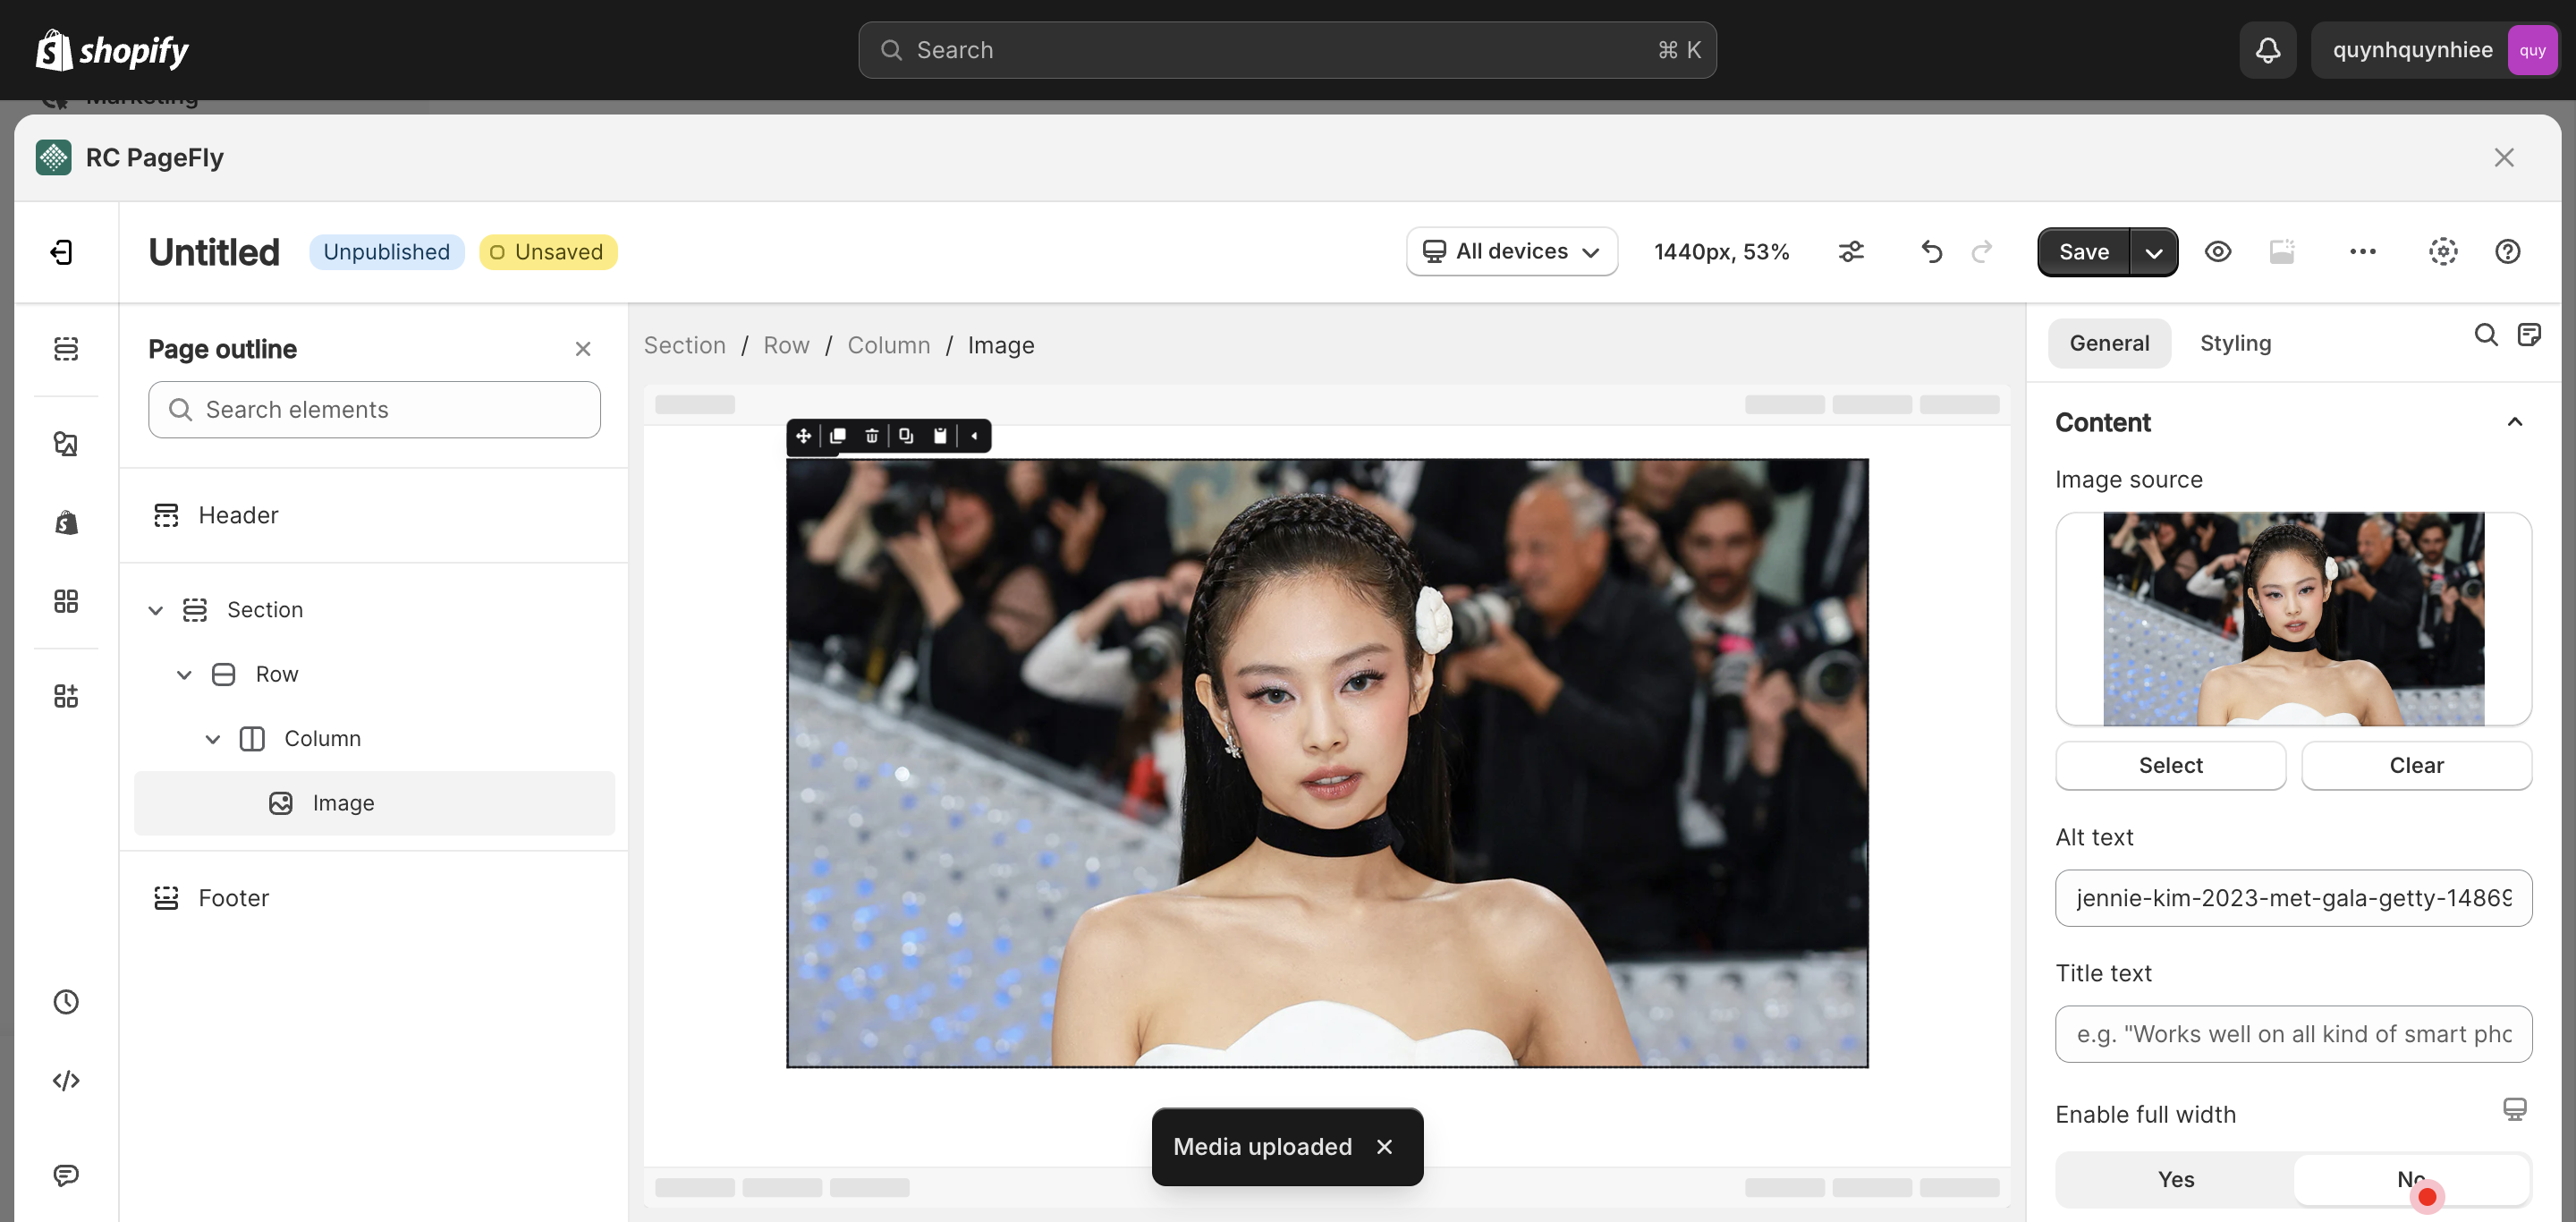 shopify
Search
⌘ K
quynhquynhiee
quy
Marketing
RC PageFly
Untitled
Unpublished
Unsaved
All devices
1440px, 53%
Save
Page outline
Search elements
Header
Section
Row
Column
Image
Footer
Section / Row / Column / Image
Media uploaded
General
Styling
Content
Image source
Select
Clear
Alt text
jennie-kim-2023-met-gala-getty-14869
Title text
e.g. "Works well on all kind of smart pho
Enable full width
Yes
No